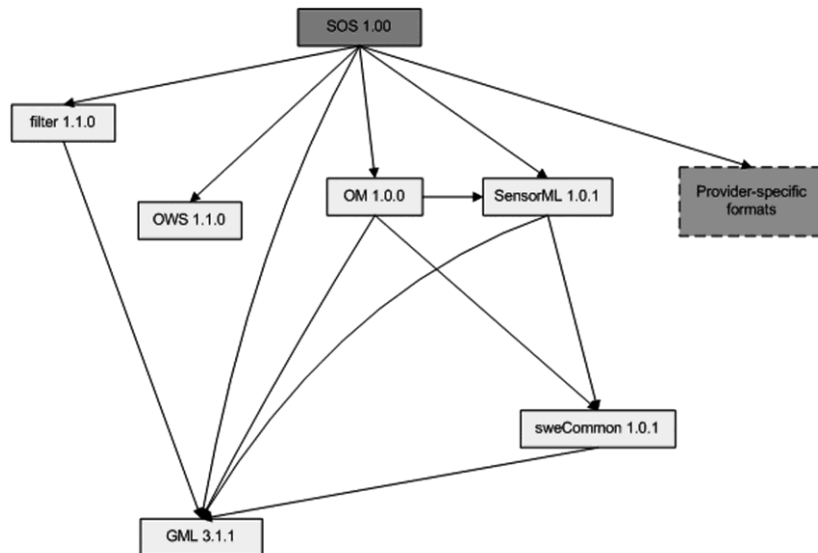 SOS 1.00
filter 1.1.0
OWS 1.1.0
OM 1.0.0
SensorML 1.0.1
Provider-specific
formats
sweCommon 1.0.1
GML 3.1.1